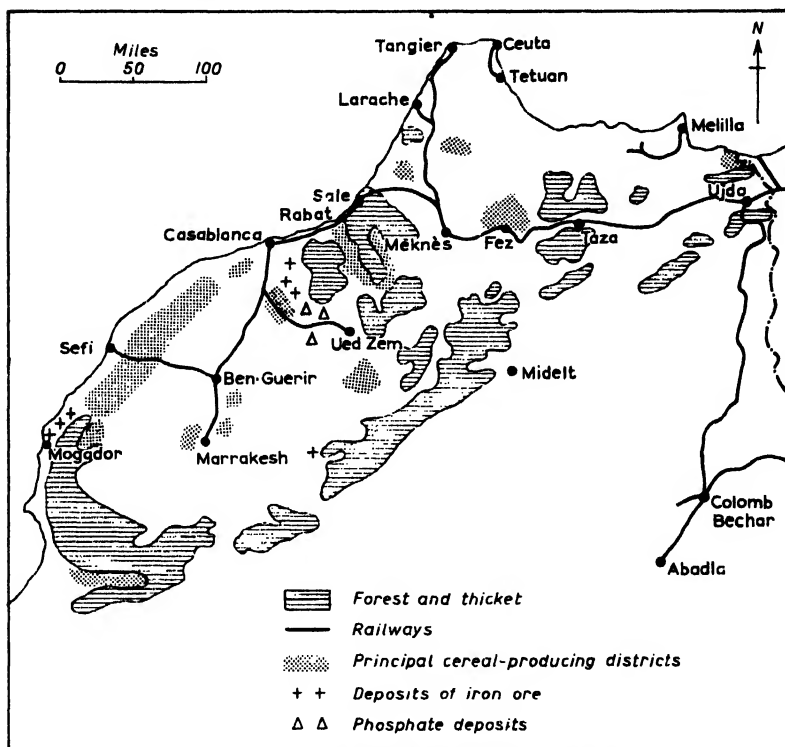 Miles
0 50 100
N
Tangier
Ceuta
Tetuan
Larache
Melilla
Sale
Rabat
Ujda
Casablanca
Méknès
Fez
Taza
Sefi
Ued Zem
Ben-Guerir
Midelt
Mogador
Marrakesh
Colomb
Bechar
Abadla
Forest and thicket
Railways
Principal cereal-producing districts
Deposits of iron ore
Phosphate deposits